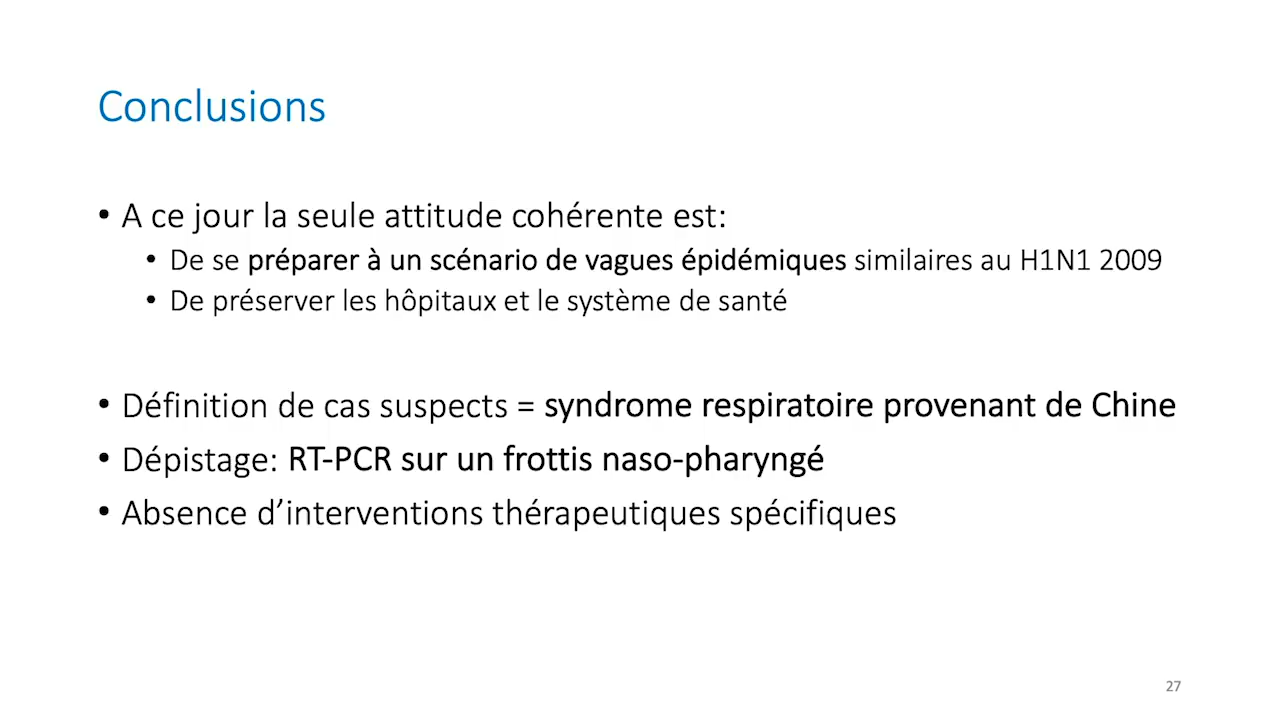 Conclusions
• A ce jour la seule attitude cohérente est:
• De se préparer à un scénario de vagues épidémiques similaires au H1N1 2009
• De préserver les hôpitaux et le système de santé
• Définition de cas suspects = syndrome respiratoire provenant de Chine
• Dépistage: RT-PCR sur un frottis naso-pharyngé
• Absence d’interventions thérapeutiques spécifiques
27